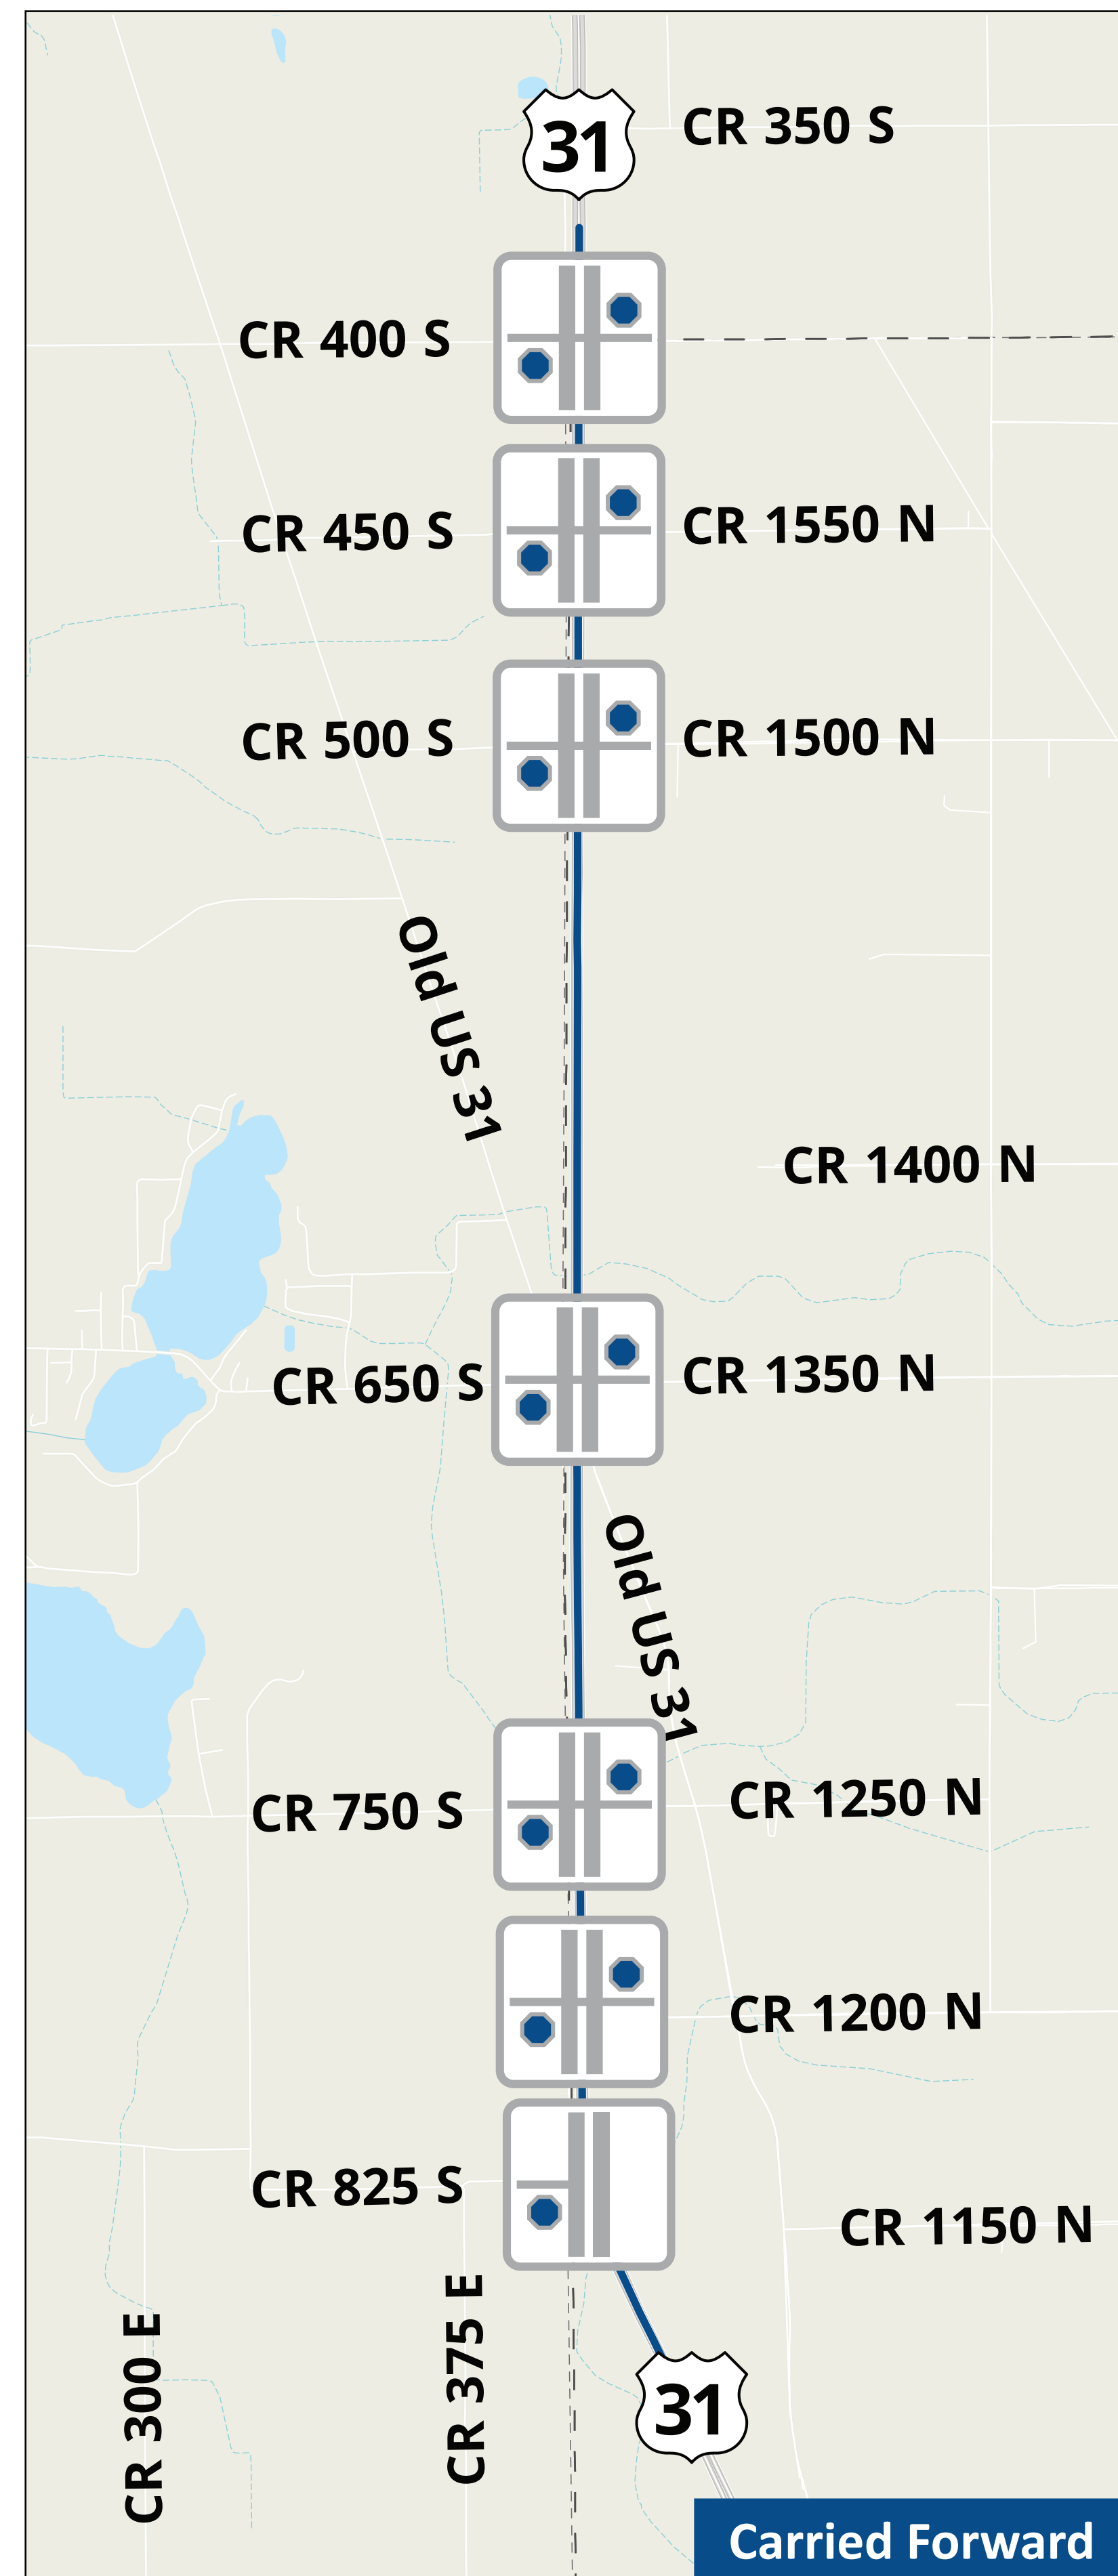 31
CR 350 S
CR 400 S
CR 450 S
CR 1550 N
CR 500 S
CR 1500 N
Old US 31
CR 1400 N
CR 650 S
CR 1350 N
Old US 31
CR 750 S
CR 1250 N
CR 1200 N
CR 825 S
CR 1150 N
CR 300 E
CR 375 E
31
Carried Forward